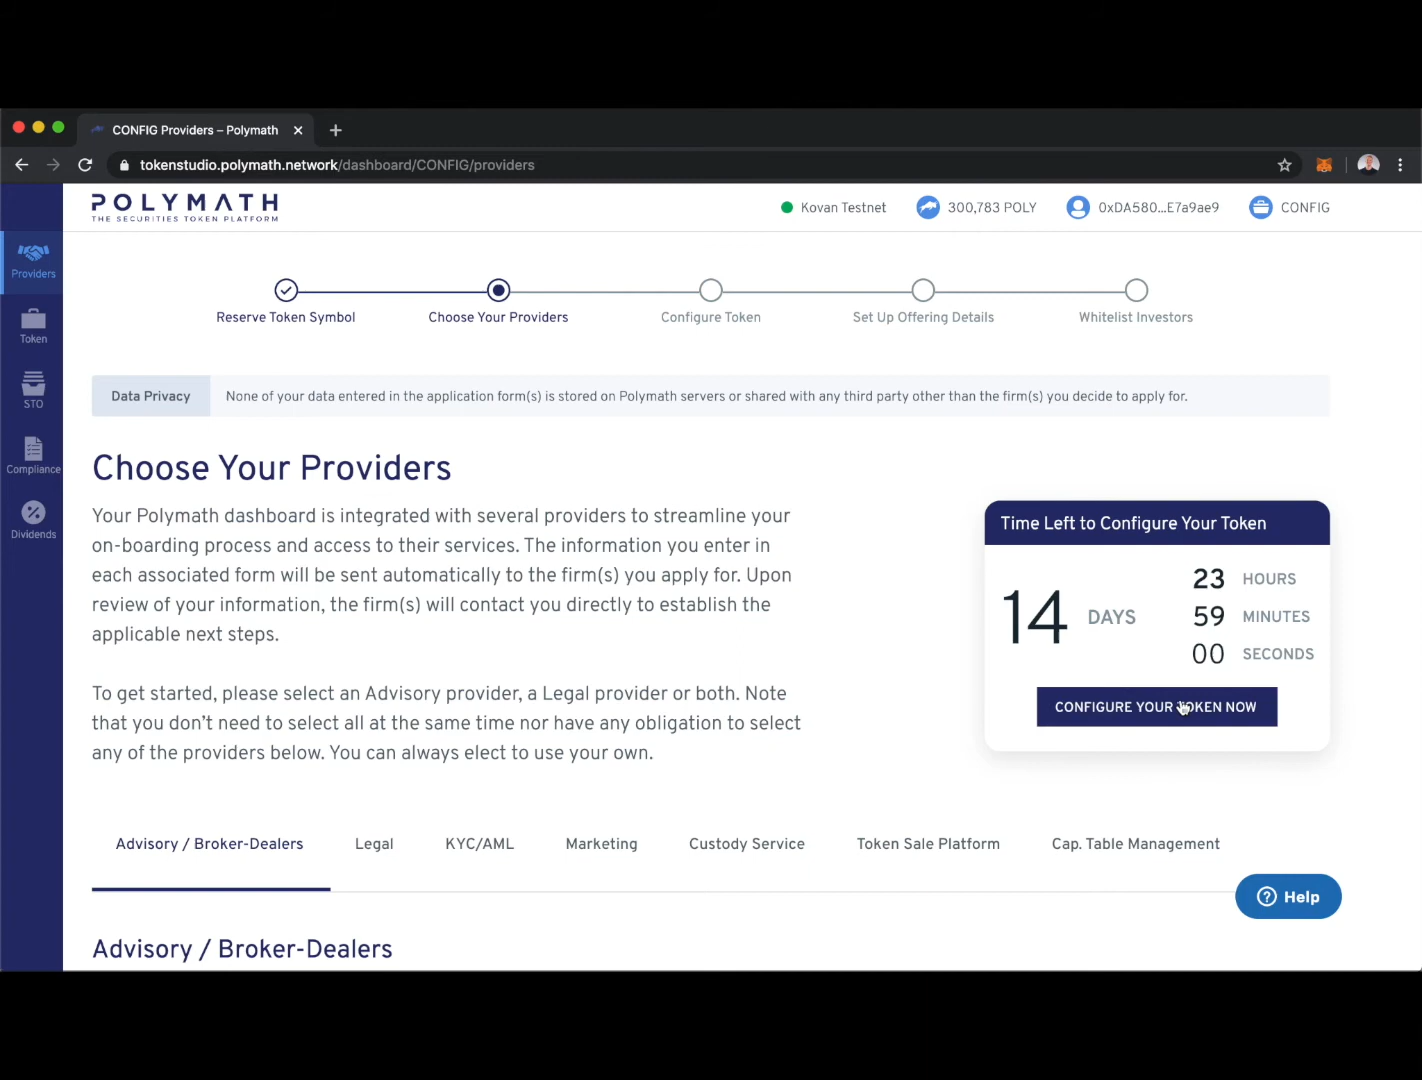 CONFIG Providers – Polymath
tokenstudio.polymath.network/dashboard/CONFIG/providers
POLYMATH
THE SECURITIES TOKEN PLATFORM
Kovan Testnet
300,783 POLY
0xDA580...E7a9ae9
CONFIG
Providers
Token
STO
Compliance
Dividends
Reserve Token Symbol
Choose Your Providers
Configure Token
Set Up Offering Details
Whitelist Investors
Data Privacy
None of your data entered in the application form(s) is stored on Polymath servers or shared with any third party other than the firm(s) you decide to apply for.
Choose Your Providers
Your Polymath dashboard is integrated with several providers to streamline your
on-boarding process and access to their services. The information you enter in
each associated form will be sent automatically to the firm(s) you apply for. Upon
review of your information, the firm(s) will contact you directly to establish the
applicable next steps.
To get started, please select an Advisory provider, a Legal provider or both. Note
that you don't need to select all at the same time nor have any obligation to select
any of the providers below. You can always elect to use your own.
Time Left to Configure Your Token
14 DAYS
23 HOURS
59 MINUTES
00 SECONDS
CONFIGURE YOUR TOKEN NOW
Advisory / Broker-Dealers
Legal
KYC/AML
Marketing
Custody Service
Token Sale Platform
Cap. Table Management
Help
Advisory / Broker-Dealers